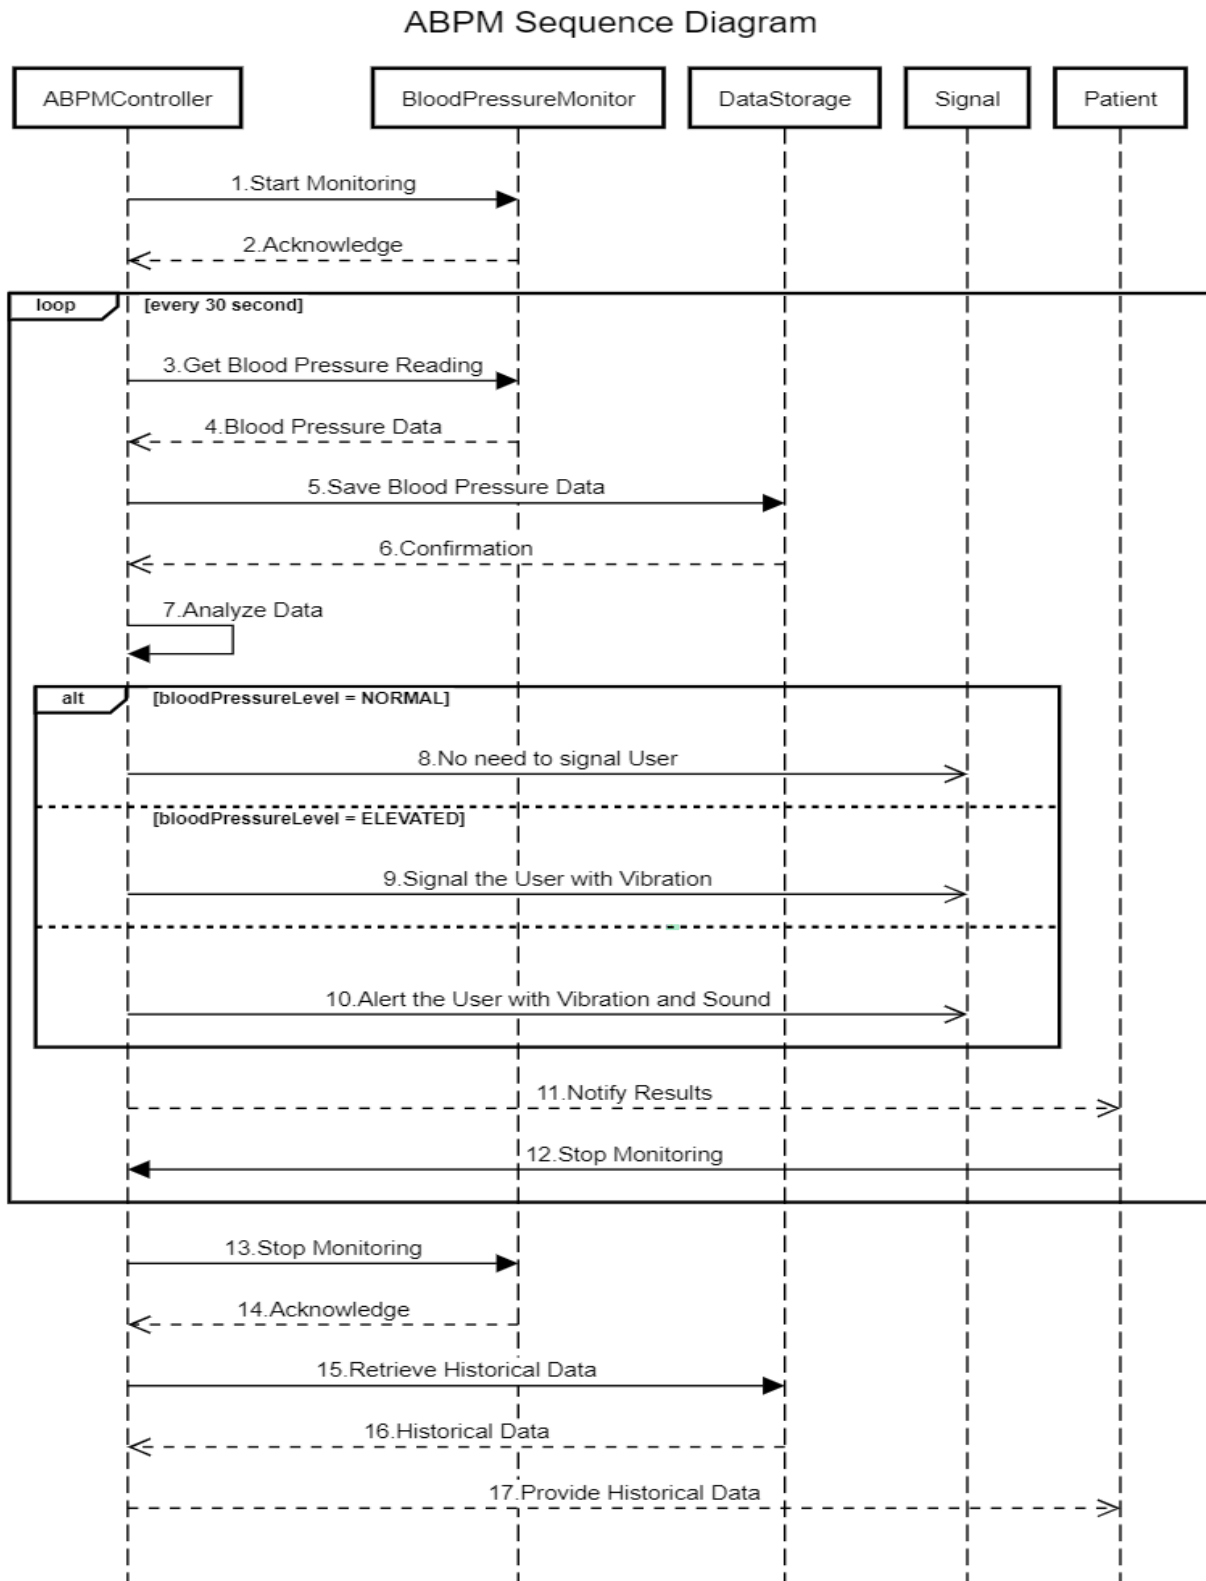 ABPM Sequence Diagram
ABPMController
BloodPressureMonitor
DataStorage
Signal
Patient
1.Start Monitoring
2.Acknowledge
loop
[every 30 second]
3.Get Blood Pressure Reading
4.Blood Pressure Data
5.Save Blood Pressure Data
6.Confirmation
7.Analyze Data
alt
[bloodPressureLevel = NORMAL]
8.No need to signal User
[bloodPressureLevel = ELEVATED]
9.Signal the User with Vibration
10.Alert the User with Vibration and Sound
11.Notify Results
12.Stop Monitoring
13.Stop Monitoring
14.Acknowledge
15.Retrieve Historical Data
16.Historical Data
17.Provide Historical Data